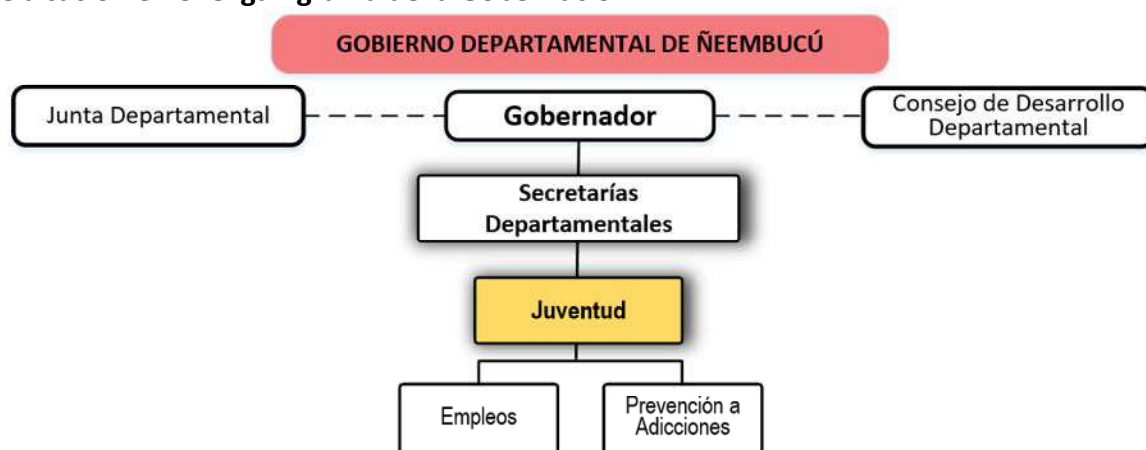 GOBIERNO DEPARTAMENTAL DE ÑEEMBUCÚ
Junta Departamental
Gobernador
Consejo de Desarrollo
Departamental
Secretarías
Departamentales
Juventud
Empleos
Prevención a
Adicciones